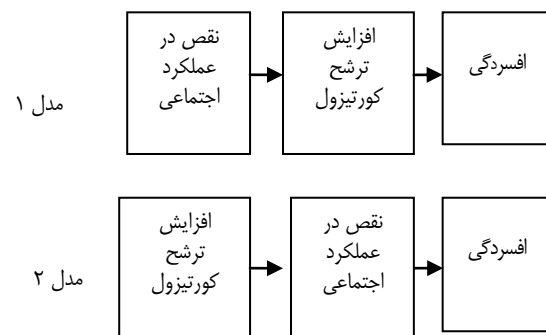 مدل ۱
نقص در
عملکرد
اجتماعی
افزایش
ترشح
کورتیزول
افسردگی
مدل ۲
افزایش
ترشح
کورتیزول
نقص در
عملکرد
اجتماعی
افسردگی